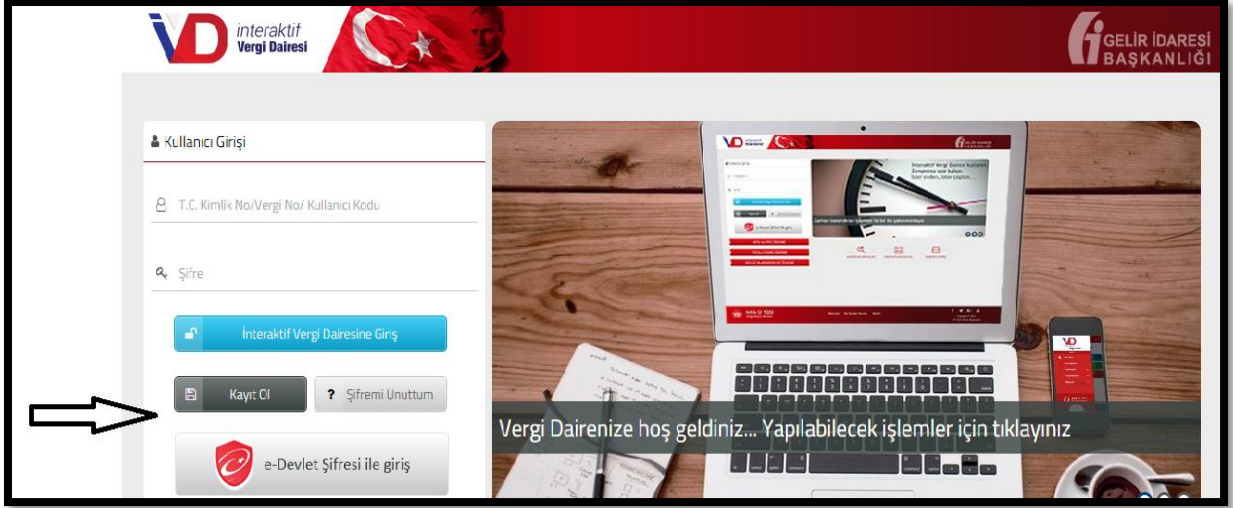 interaktif
Vergi Dairesi
GELİR İDARESİ
BAŞKANLIĞI
Kullanıcı Girişi
T.C. Kimlik No/Vergi No/ Kullanıcı Kodu
Şifre
İnteraktif Vergi Dairesine Giriş
Kayıt Ol
? Şifremi Unuttum
e-Devlet Şifresi ile giriş
Vergi Dairenize hoş geldiniz... Yapılabilecek işlemler için tıklayınız